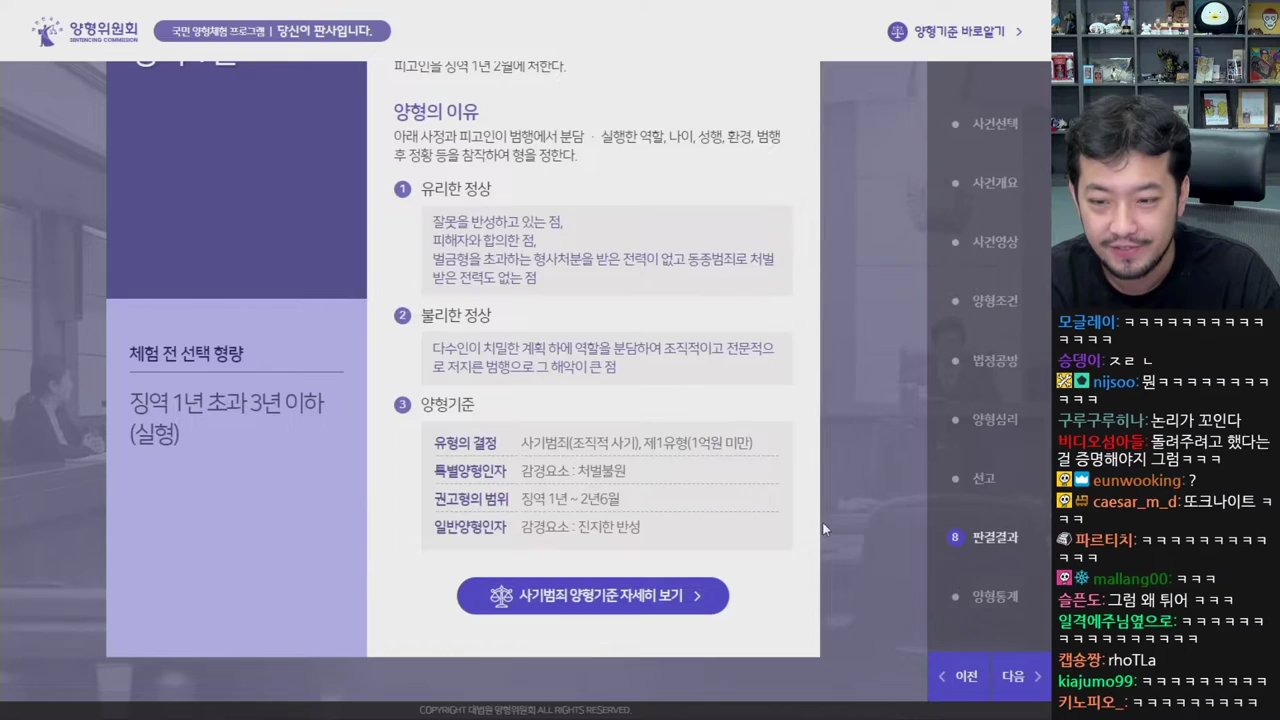 양형위원회
SENTENCING COMMISSION
국민 양형체험 프로그램 | 당신이 판사입니다.
양형기준 바로알기
피고인을 징역 1년 2월에 처한다.
양형의 이유
아래 사정과 피고인이 범행에서 분담 · 실행한 역할, 나이, 성행, 환경, 범행
후 정황 등을 참작하여 형을 정한다.
1 유리한 정상
잘못을 반성하고 있는 점,
피해자와 합의한 점,
벌금형을 초과하는 형사처분을 받은 전력이 없고 동종범죄로 처벌
받은 전력도 없는 점
2 불리한 정상
다수인이 치밀한 계획 하에 역할을 분담하여 조직적이고 전문적으
로 저지른 범행으로 그 해악이 큰 점
3 양형기준
유형의 결정 사기범죄(조직적 사기), 제1유형(1억원 미만)
특별양형인자 감경요소 : 처벌불원
권고형의 범위 징역 1년 ~ 2년6월
일반양형인자 감경요소 : 진지한 반성
사기범죄 양형기준 자세히 보기
체험 전 선택 형량
징역 1년 초과 3년 이하
(실형)
사건선택
사건개요
사건영상
양형조건
법정공방
양형심리
선고
8 판결결과
양형통계
이전 다음
COPYRIGHT 대법원 양형위원회 ALL RIGHTS RESERVED.
모글레이: ㅋㅋㅋㅋㅋㅋㅋㅋㅋㅋ
ㅋㅋㅋㅋ
승뎅이: ㅈㄹ ㄴ
nijsoo: 뭔ㅋㅋㅋㅋㅋㅋㅋㅋ
ㅋㅋㅋ
구루구루히나: 논리가 꼬인다
비디오섬아들: 돌려주려고 했다는
걸 증명해야지 그럼ㅋㅋㅋ
eunwooking: ?
caesar_m_d: 또크나이트 ㅋ
ㅋㅋ
파르티치: ㅋㅋㅋㅋㅋㅋㅋㅋㅋ
ㅋㅋㅋ
mallang00: ㅋㅋㅋ
슬픈도: 그럼 왜 튀어 ㅋㅋㅋ
일격에주님옆으로: ㅋㅋㅋㅋㅋㅋ
ㅋㅋㅋㅋㅋㅋㅋㅋㅋㅋ
캡숑짱: rhoTLa
kiajumo99: ㅋㅋㅋㅋㅋㅋㅋㅋㅋ
키노피오_: ㅋㅋㅋㅋㅋㅋㅋㅋㅋ